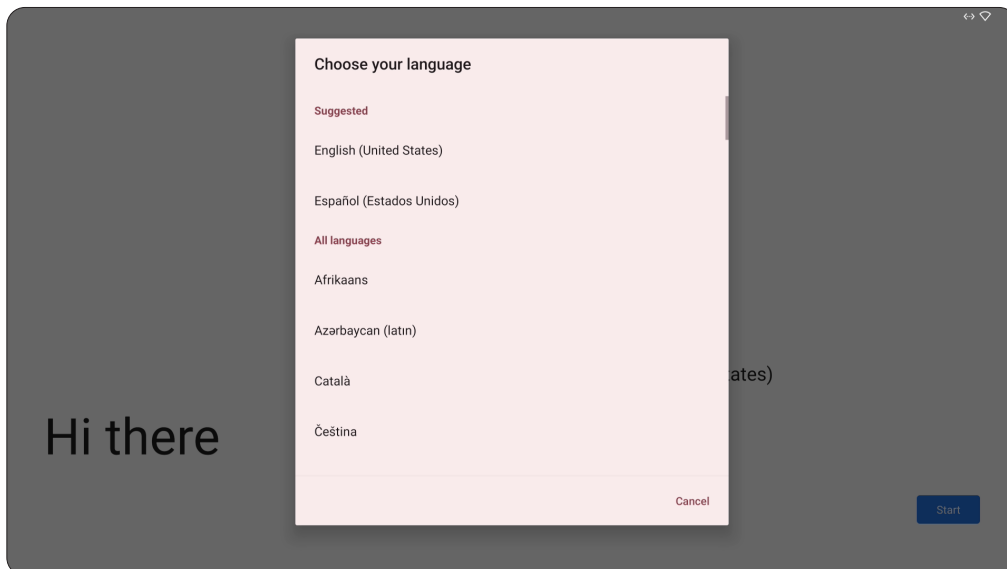 Choose your language
Suggested
English (United States)
Español (Estados Unidos)
All languages
Afrikaans
Azərbaycan (latın)
Català
Čeština
Cancel
ates)
Hi there
Start